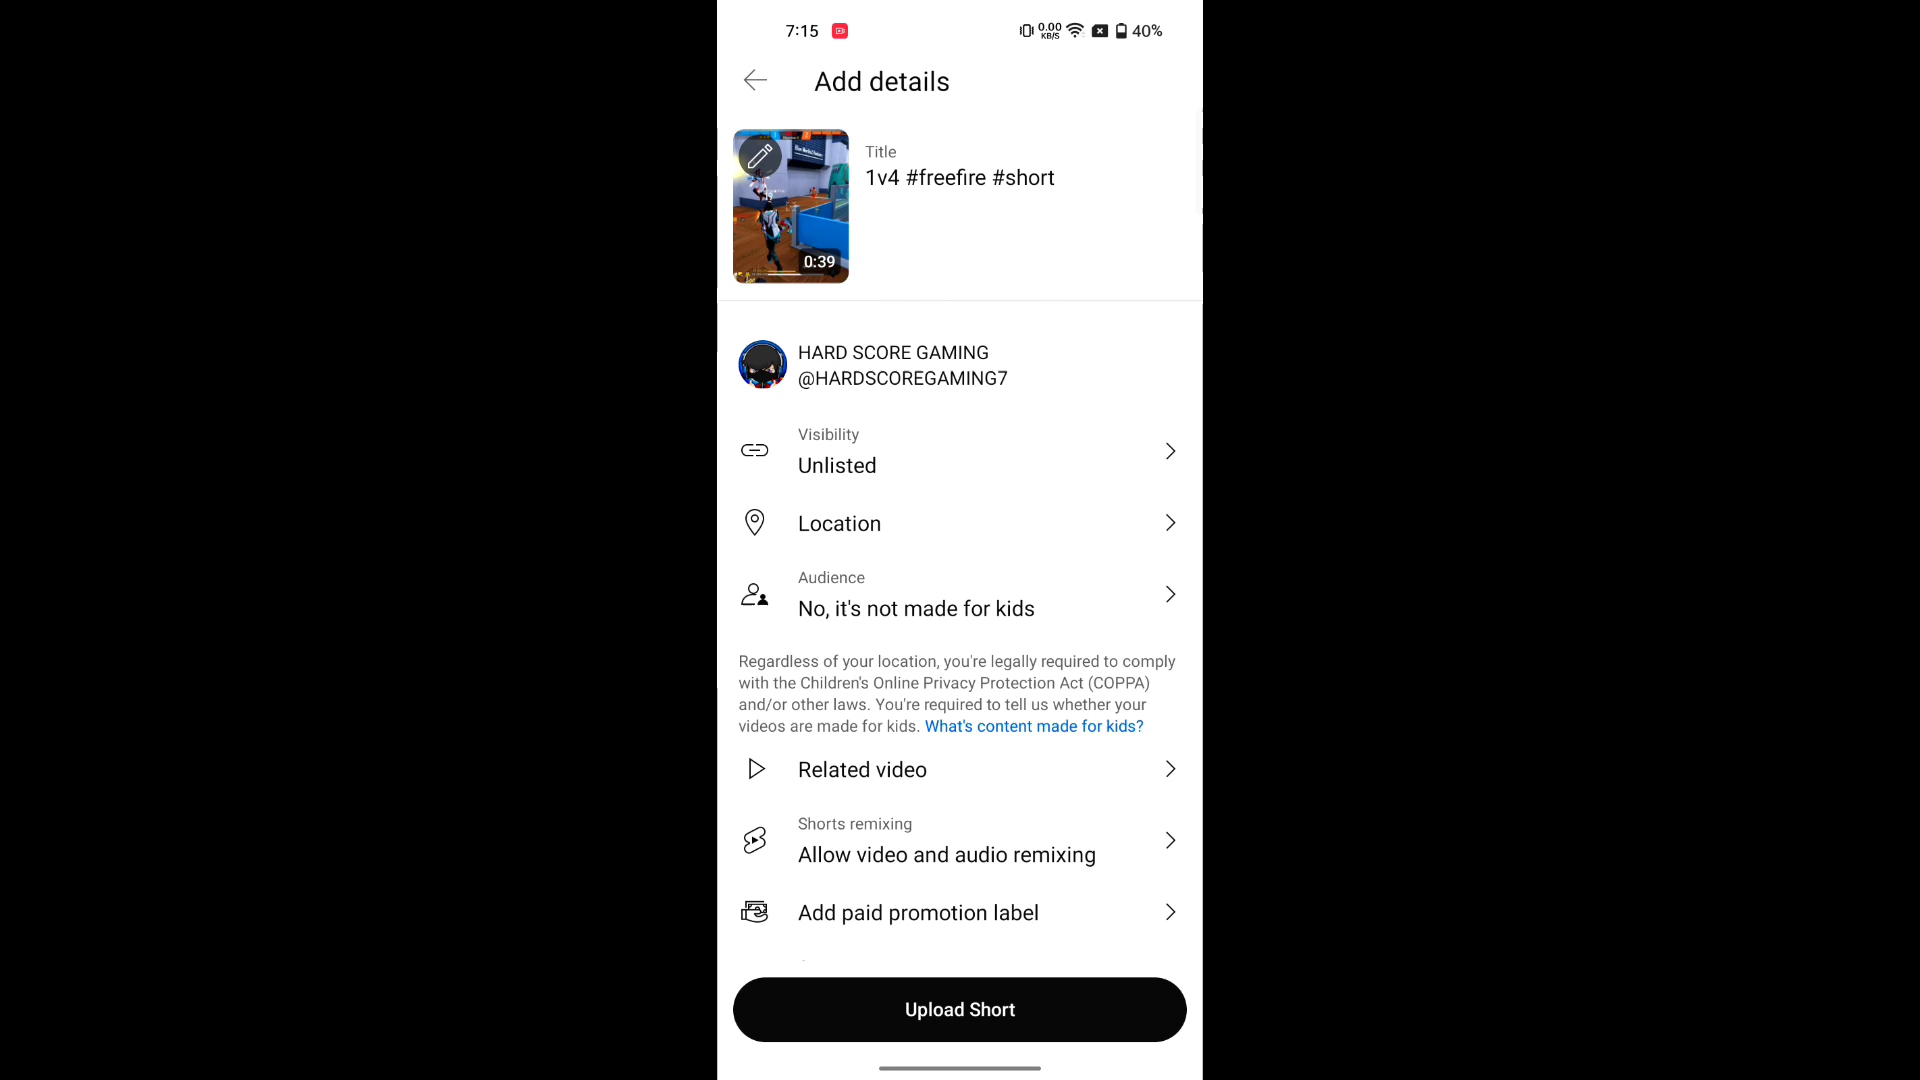 7:15
0.00
KB/S
40%
Add details
0:39
Title
1v4 #freefire #short
HARD SCORE GAMING
@HARDSCOREGAMING7
Visibility
Unlisted
Location
Audience
No, it's not made for kids
Regardless of your location, you're legally required to comply
with the Children's Online Privacy Protection Act (COPPA)
and/or other laws. You're required to tell us whether your
videos are made for kids. What's content made for kids?
Related video
Shorts remixing
Allow video and audio remixing
Add paid promotion label
Upload Short